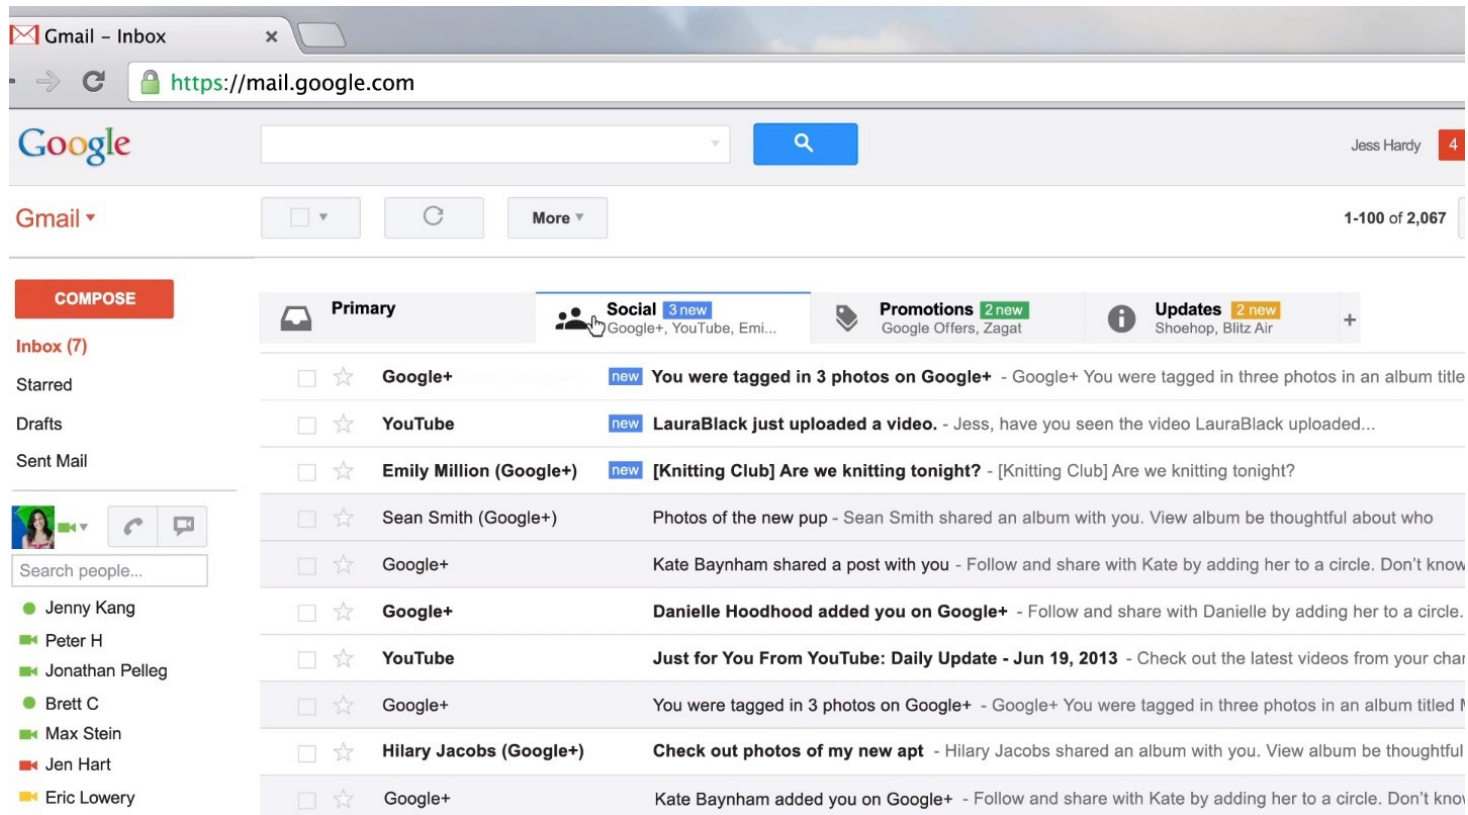 Gmail – Inbox ×
https://mail.google.com
Google
Jess Hardy 4
Gmail
More
1-100 of 2,067
COMPOSE
Inbox (7)
Starred
Drafts
Sent Mail
Search people...
Jenny Kang
Peter H
Jonathan Pelleg
Brett C
Max Stein
Jen Hart
Eric Lowery
Primary
Social 3 new
Google+, YouTube, Emi...
Promotions 2 new
Google Offers, Zagat
Updates 2 new
Shoehop, Blitz Air
+
Google+ new You were tagged in 3 photos on Google+ - Google+ You were tagged in three photos in an album title
YouTube new LauraBlack just uploaded a video. - Jess, have you seen the video LauraBlack uploaded...
Emily Million (Google+) new [Knitting Club] Are we knitting tonight? - [Knitting Club] Are we knitting tonight?
Sean Smith (Google+) Photos of the new pup - Sean Smith shared an album with you. View album be thoughtful about who
Google+ Kate Baynham shared a post with you - Follow and share with Kate by adding her to a circle. Don't know
Google+ Danielle Hoodhood added you on Google+ - Follow and share with Danielle by adding her to a circle.
YouTube Just for You From YouTube: Daily Update - Jun 19, 2013 - Check out the latest videos from your
Google+ You were tagged in 3 photos on Google+ - Google+ You were tagged in three photos in an album titled
Hilary Jacobs (Google+) Check out photos of my new apt - Hilary Jacobs shared an album with you. View album be thoughtful
Google+ Kate Baynham added you on Google+ - Follow and share with Kate by adding her to a circle. Don't